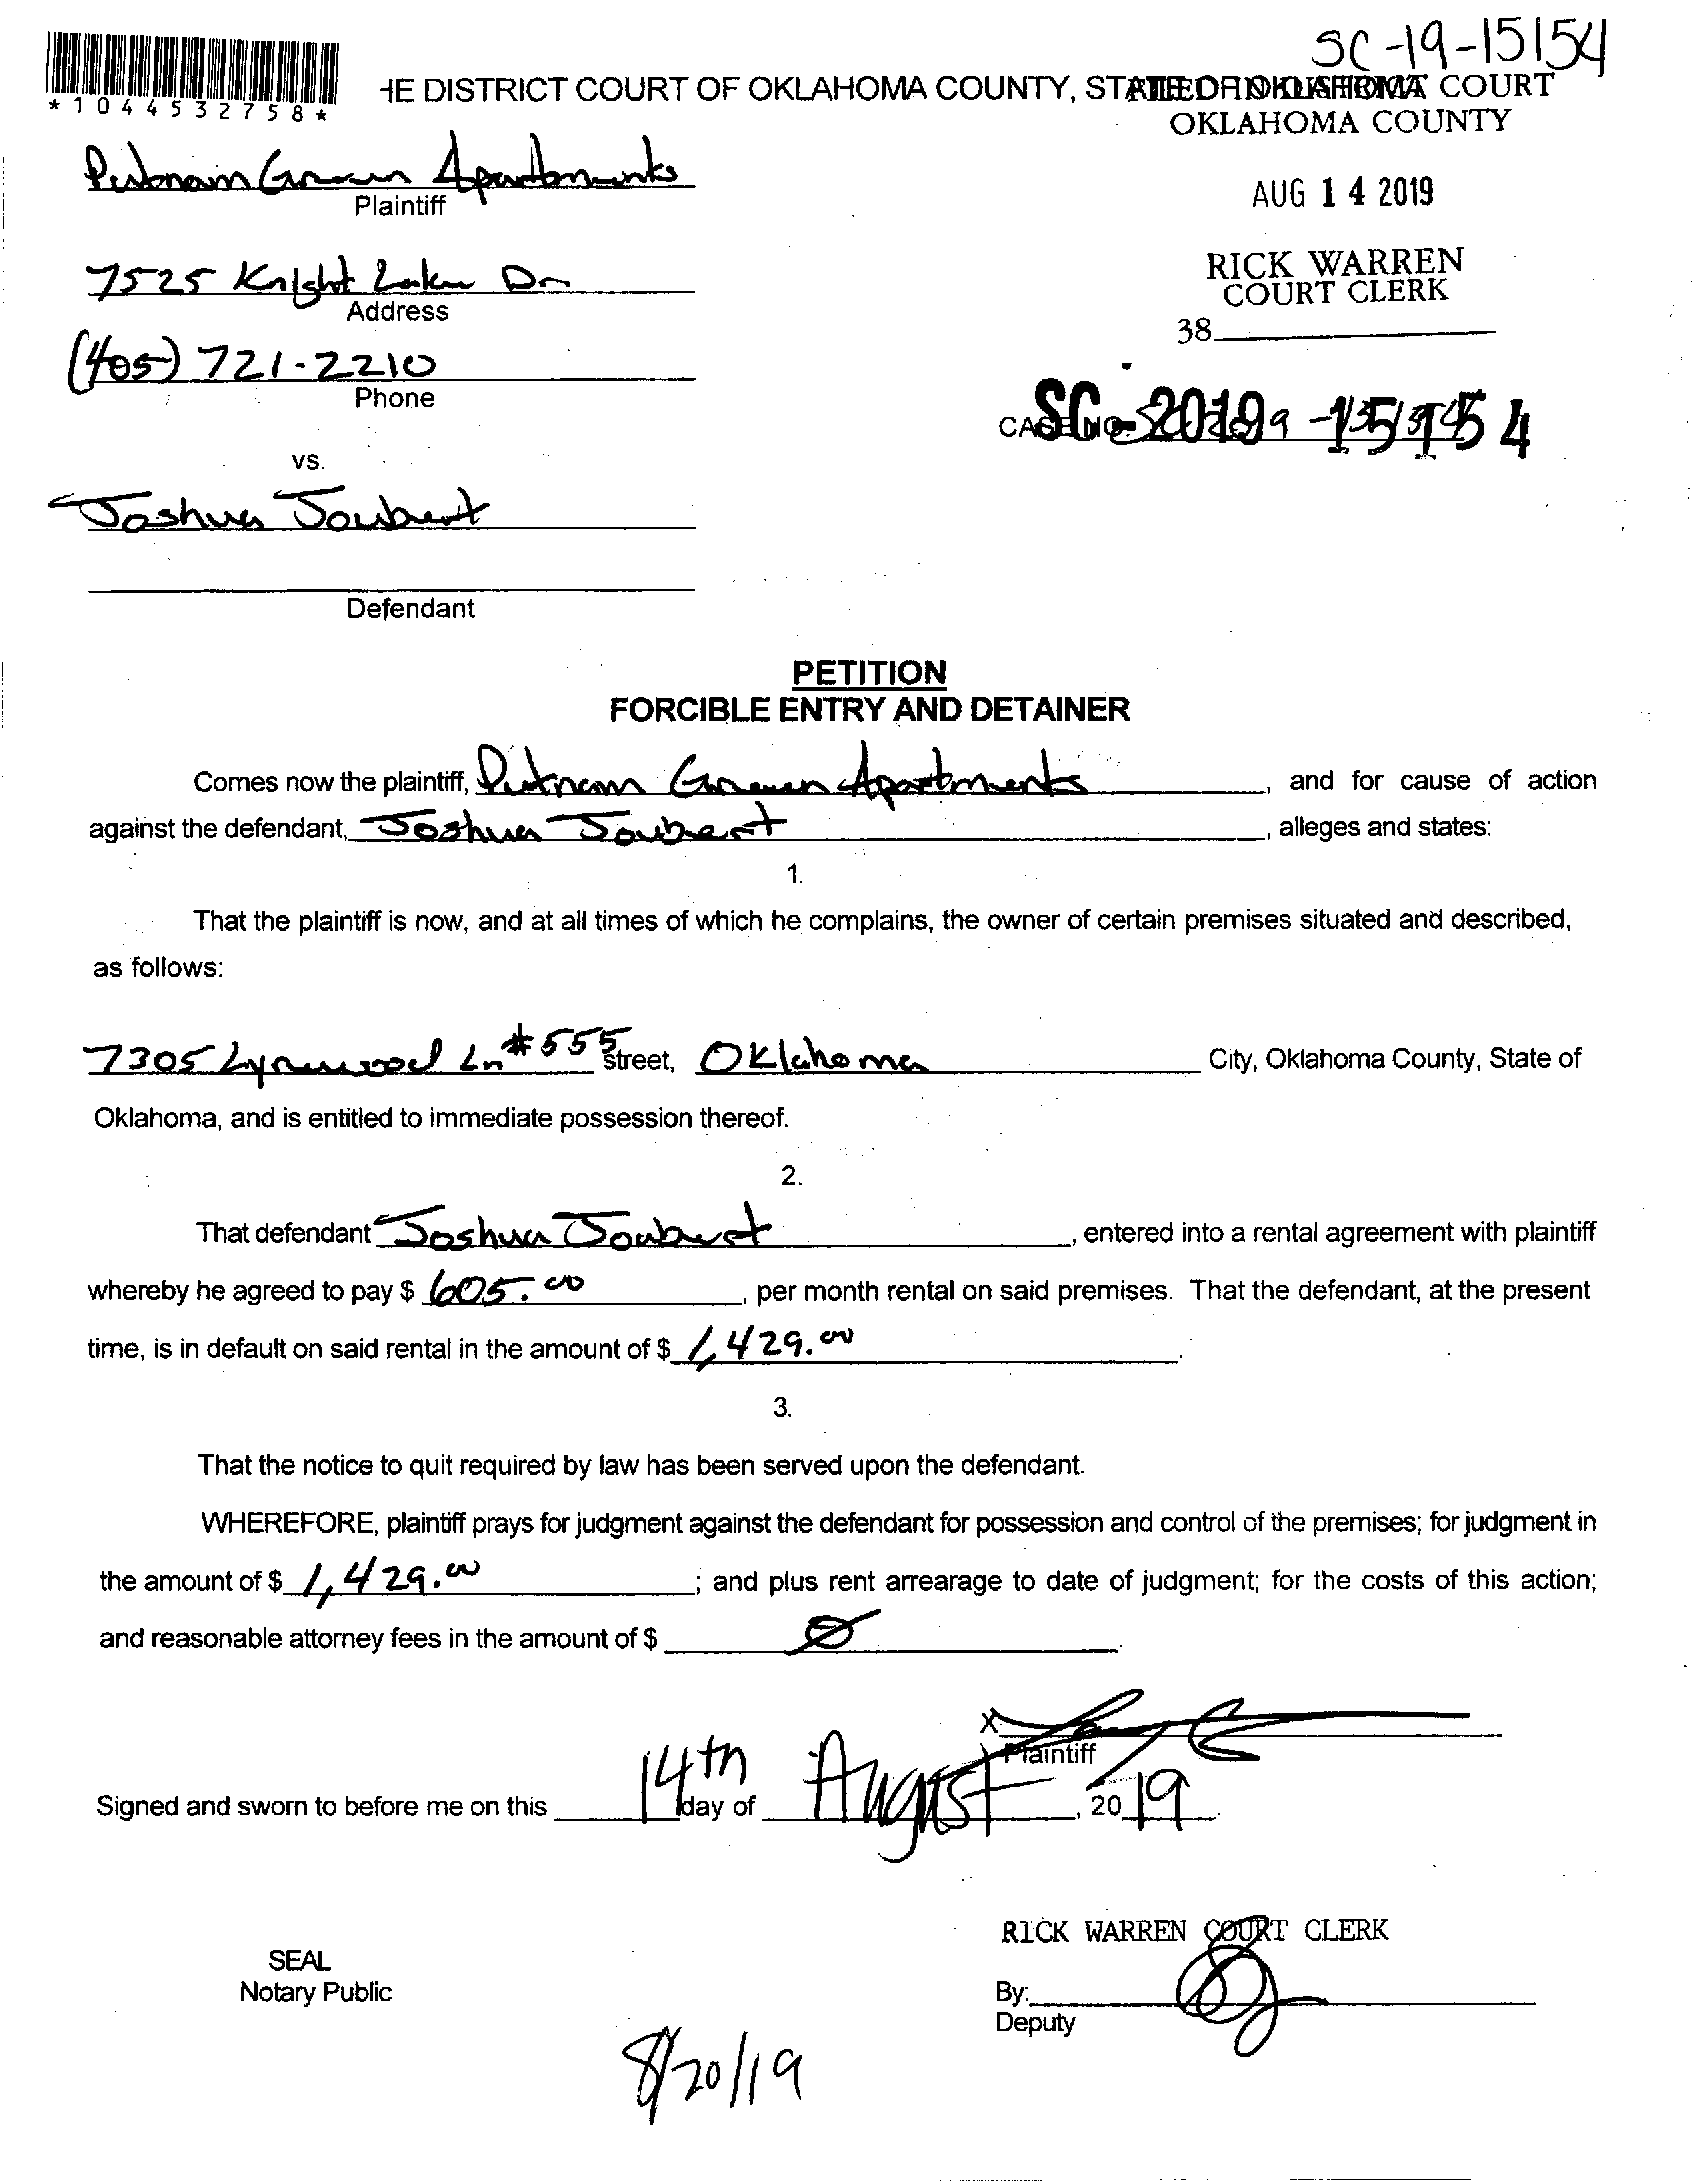 SC-19-15154
*1044532758*
HE DISTRICT COURT OF OKLAHOMA COUNTY, STATE OF OKLAHOMA
FILED IN DISTRICT COURT
OKLAHOMA COUNTY
Putnam Green Apartments
Plaintiff
AUG 14 2019
7525 Knight Lake Dr
Address
RICK WARREN
COURT CLERK
38
(405) 721-2210
Phone
CASE NO. SC-2019-15154
vs.
Joshua Joubert
Defendant
PETITION
FORCIBLE ENTRY AND DETAINER
Comes now the plaintiff, Putnam Green Apartments, and for cause of action
against the defendant, Joshua Joubert, alleges and states:
1.
That the plaintiff is now, and at all times of which he complains, the owner of certain premises situated and described,
as follows:
7305 Lynnwood Ln #555 street, Oklahoma City, Oklahoma County, State of
Oklahoma, and is entitled to immediate possession thereof.
2.
That defendant Joshua Joubert, entered into a rental agreement with plaintiff
whereby he agreed to pay $ 605.00, per month rental on said premises. That the defendant, at the present
time, is in default on said rental in the amount of $ 1,429.00.
3.
That the notice to quit required by law has been served upon the defendant.
WHEREFORE, plaintiff prays for judgment against the defendant for possession and control of the premises; for judgment in
the amount of $ 1,429.00; and plus rent arrearage to date of judgment; for the costs of this action;
and reasonable attorney fees in the amount of $ 0.
X
Plaintiff
Signed and sworn to before me on this 14th day of August, 2019.
RICK WARREN COURT CLERK
SEAL
Notary Public
By:
Deputy
8/20/19